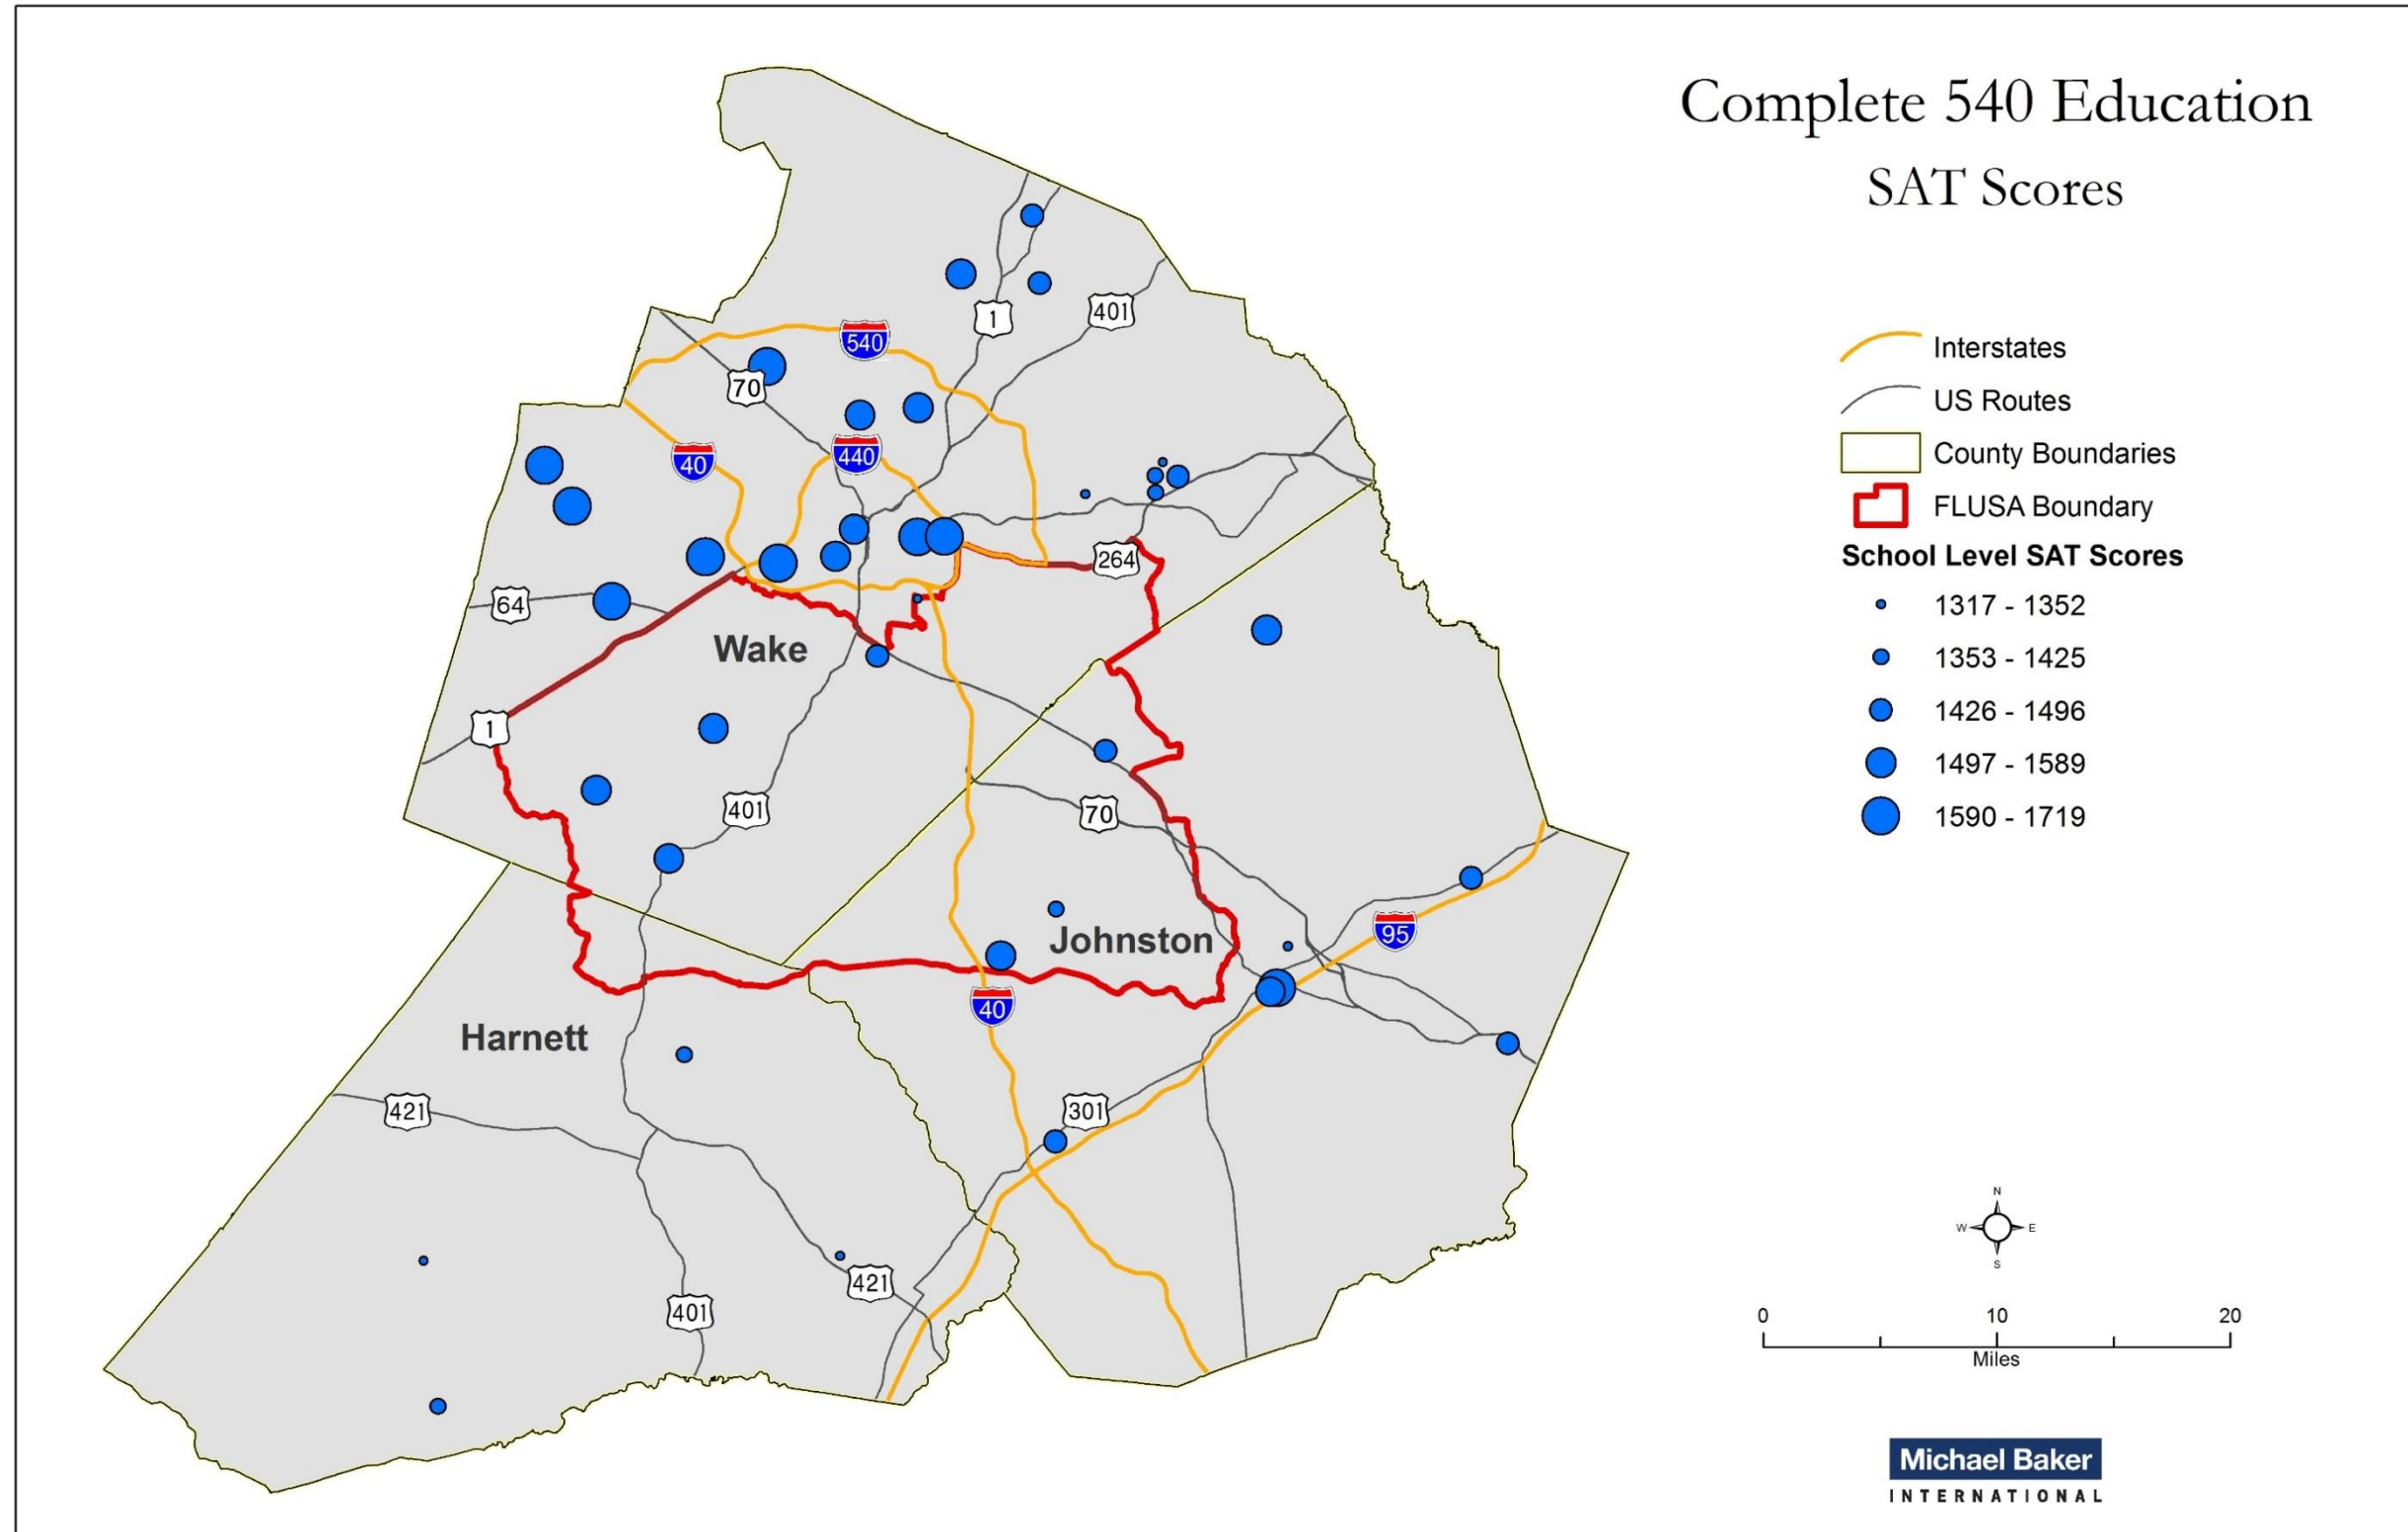 Complete 540 Education
SAT Scores
Interstates
US Routes
County Boundaries
FLUSA Boundary
School Level SAT Scores
1317 - 1352
1353 - 1425
1426 - 1496
1497 - 1589
1590 - 1719
1
401
540
70
440
40
264
64
Wake
1
401
70
Johnston
95
40
Harnett
421
301
421
401
N
W
E
S
0
10
20
Miles
Michael Baker
INTERNATIONAL